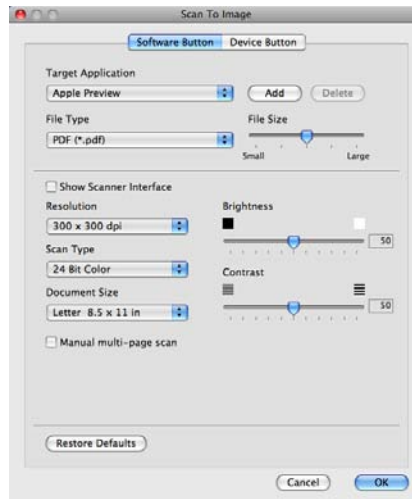 Scan To Image
Software Button Device Button
Target Application
Apple Preview Add Delete
File Type File Size
PDF (*.pdf)
Small Large
Show Scanner Interface
Resolution Brightness
300 x 300 dpi
50
Scan Type
24 Bit Color Contrast
Document Size
Letter 8.5 x 11 in 50
Manual multi-page scan
Restore Defaults
Cancel OK